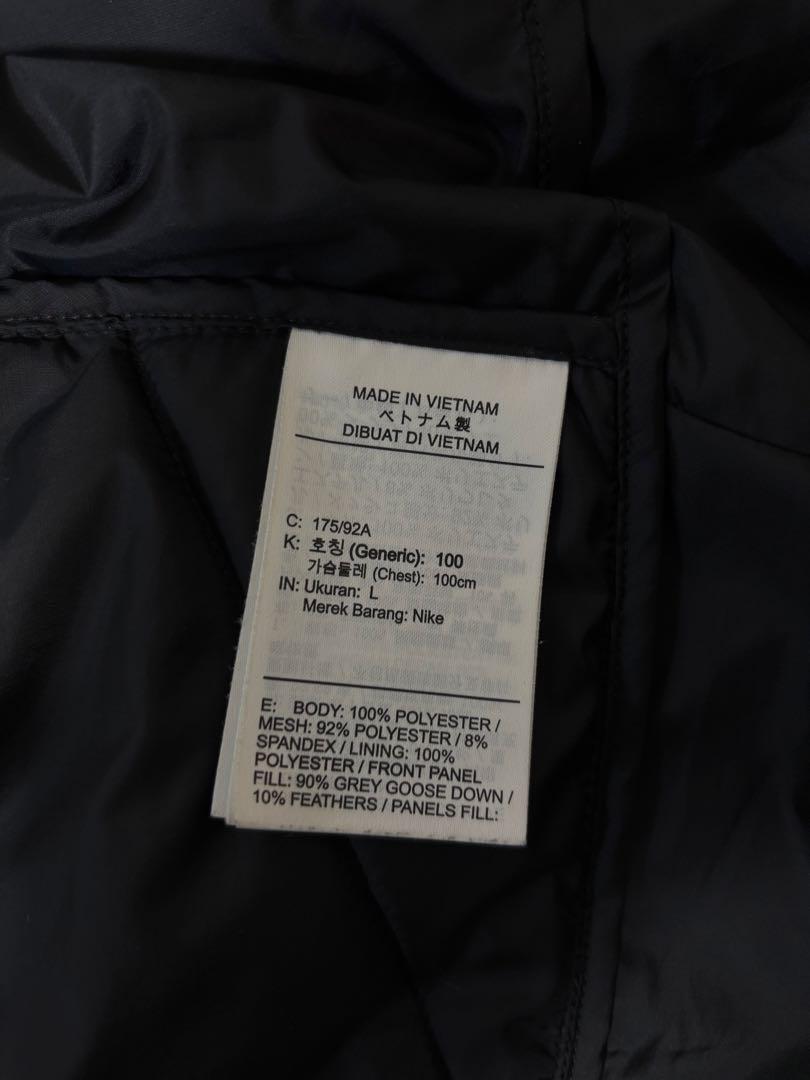 MADE IN VIETNAM
ベトナム製
DIBUAT DI VIETNAM
C: 175/92A
K: 호칭 (Generic): 100
가슴둘레 (Chest): 100cm
IN: Ukuran: L
Merek Barang: Nike
E: BODY: 100% POLYESTER /
MESH: 92% POLYESTER / 8%
SPANDEX / LINING: 100%
POLYESTER / FRONT PANEL
FILL: 90% GREY GOOSE DOWN /
10% FEATHERS / PANELS FILL: